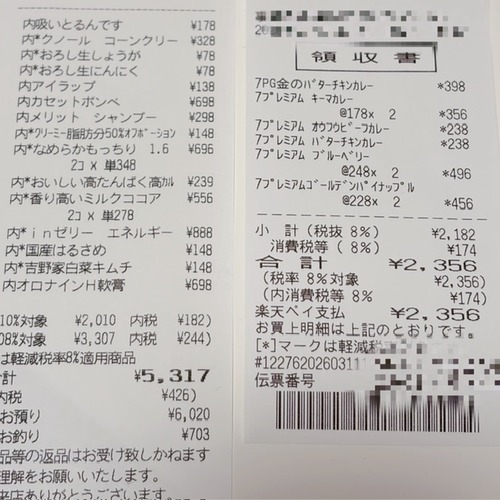 内吸いとるんです ¥178
内*クノール コーンクリー ¥328
内*おろし生しょうが ¥78
内*おろし生にんにく ¥78
内アイラップ ¥138
内カセットボンベ ¥698
内メリット シャンプー ¥298
内*クリーミー脂肪分50%オフポーション ¥148
内*なめらかもっちり 1.6 ¥696
2コ × 単348
内*おいしい高たんぱく高カル ¥239
内*香り高いミルクココア ¥556
2コ × 単278
内*inゼリー エネルギー ¥888
内*国産はるさめ ¥148
内*吉野家白菜キムチ ¥148
内オロナインH軟膏 ¥698
10%対象 ¥2,010 内税 ¥182)
08%対象 ¥3,307 内税 ¥244)
は軽減税率8%適用商品
計 ¥5,317
内税 ¥426)
お預り ¥6,020
お釣り ¥703
品等の返品はお受け致しかねます
理解をお願いいたします。
来店ありがとうございます。
領収書
7PG金のバターチキンカレー *398
7プレミアム キーマカレー
@178x 2 *356
7プレミアム オウフウビーフカレー *238
7プレミアム バターチキンカレー *238
7プレミアム ブルーベリー
@248x 2 *496
7プレミアムゴールデンパイナップル
@228x 2 *456
小 計(税抜 8%) ¥2,182
消費税等( 8%) ¥174
合計 ¥2,356
(税率 8%対象 ¥2,356)
(内消費税等 8% ¥174)
楽天ペイ支払 ¥2,356
お買上明細は上記のとおりです。
[*]マークは軽減税
#122762026031
伝票番号